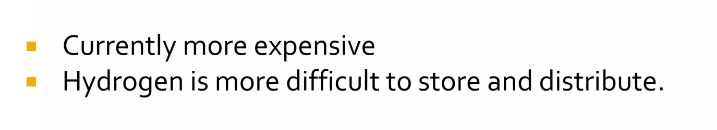 Currently more expensive
Hydrogen is more difficult to store and distribute.